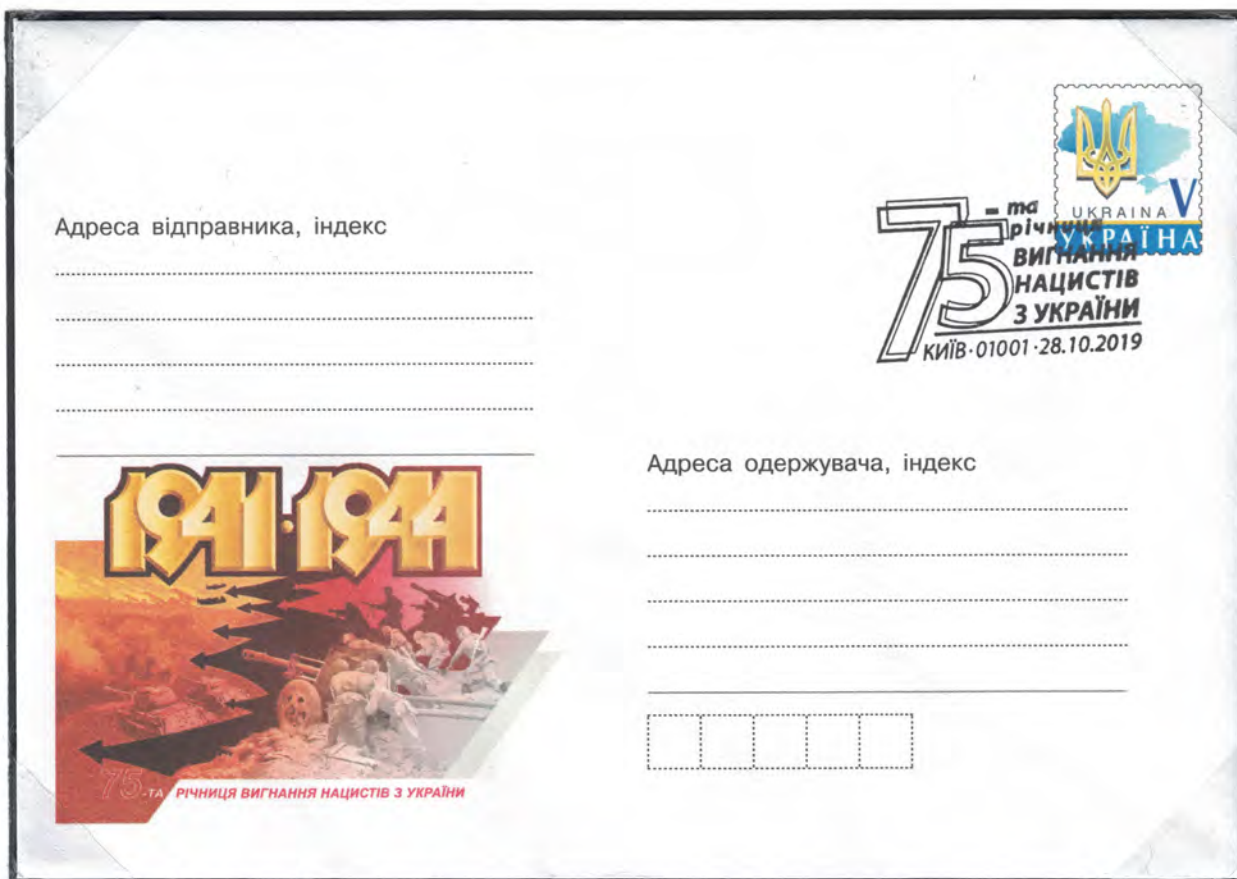 Адреса відправника, індекс
UKRAINA V
УКРАЇНА
75-та
річниця
ВИГНАННЯ
НАЦИСТІВ
З УКРАЇНИ
КИЇВ·01001·28.10.2019
1941·1944
75-ТА РІЧНИЦЯ ВИГНАННЯ НАЦИСТІВ З УКРАЇНИ
Адреса одержувача, індекс